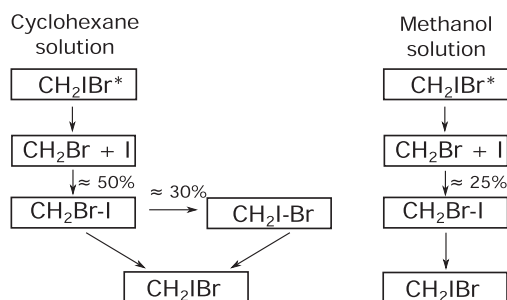 Cyclohexane
solution
CH₂IBr*
CH₂Br + I
≈ 50%
≈ 30%
CH₂Br-I
CH₂I-Br
CH₂IBr
Methanol
solution
CH₂IBr*
CH₂Br + I
≈ 25%
CH₂Br-I
CH₂IBr